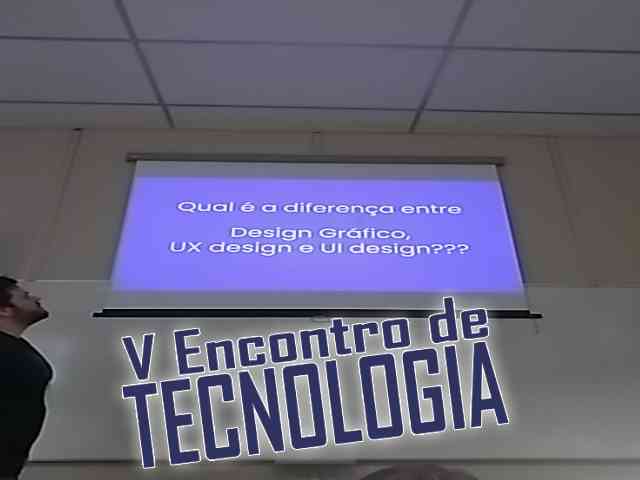 Qual é a diferença entre
Design Gráfico,
UX design e UI design???
V Encontro de
TECNOLOGIA